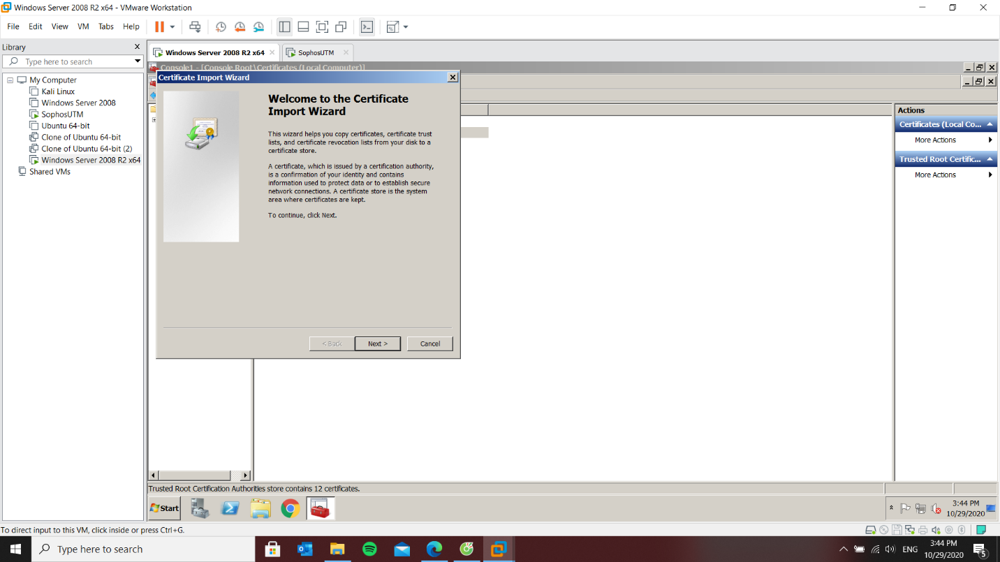 Windows Server 2008 R2 x64 - VMware Workstation
File Edit View VM Tabs Help
Library
Type here to search
My Computer
Kali Linux
Windows Server 2008
SophosUTM
Ubuntu 64-bit
Clone of Ubuntu 64-bit
Clone of Ubuntu 64-bit (2)
Windows Server 2008 R2 x64
Shared VMs
Windows Server 2008 R2 x64
SophosUTM
Console1 - [Console Root\Certificates (Local Computer)]
Certificate Import Wizard
Welcome to the Certificate
Import Wizard
This wizard helps you copy certificates, certificate trust
lists, and certificate revocation lists from your disk to a
certificate store.
A certificate, which is issued by a certification authority,
is a confirmation of your identity and contains
information used to protect data or to establish secure
network connections. A certificate store is the system
area where certificates are kept.
To continue, click Next.
< Back
Next >
Cancel
Actions
Certificates (Local Co...
More Actions
Trusted Root Certific...
More Actions
Trusted Root Certification Authorities store contains 12 certificates.
Start
3:44 PM
10/29/2020
To direct input to this VM, click inside or press Ctrl+G.
Type here to search
ENG
3:44 PM
10/29/2020
5